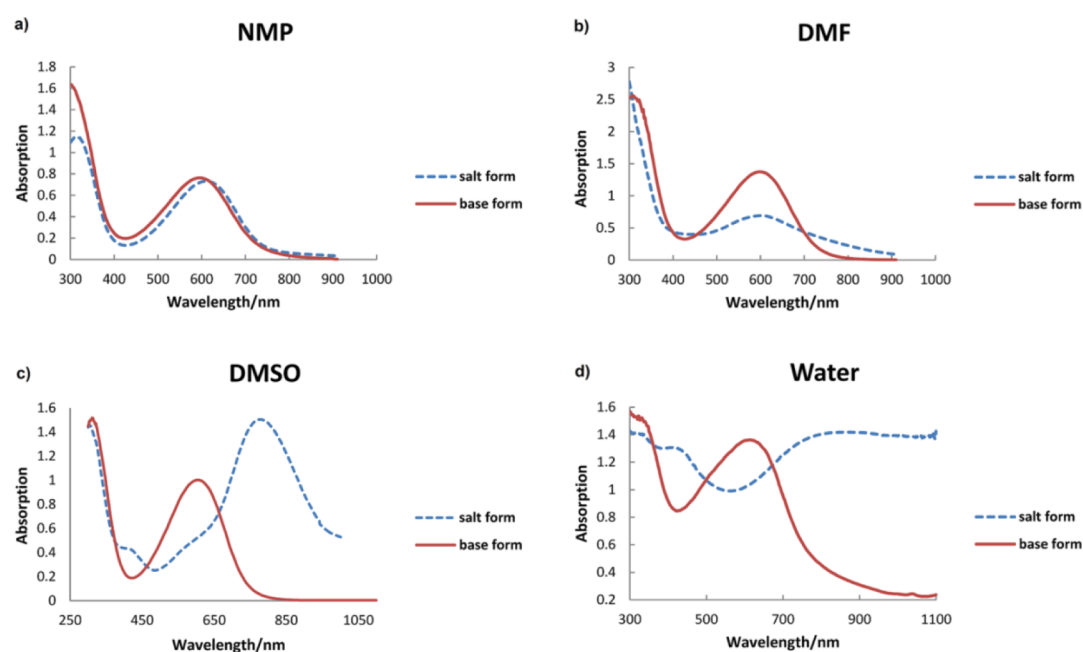 a)
NMP
1.8
1.6
1.4
1.2
1
0.8
0.6
0.4
0.2
0
Absorption
300 400 500 600 700 800 900 1000
Wavelength/nm
salt form
base form
b)
DMF
3
2.5
2
1.5
1
0.5
0
Absorption
300 400 500 600 700 800 900 1000
Wavelength/nm
salt form
base form
c)
DMSO
1.6
1.4
1.2
1
0.8
0.6
0.4
0.2
0
Absorption
250 450 650 850 1050
Wavelength/nm
salt form
base form
d)
Water
1.6
1.4
1.2
1
0.8
0.6
0.4
0.2
Absorption
300 500 700 900 1100
Wavelength/nm
salt form
base form